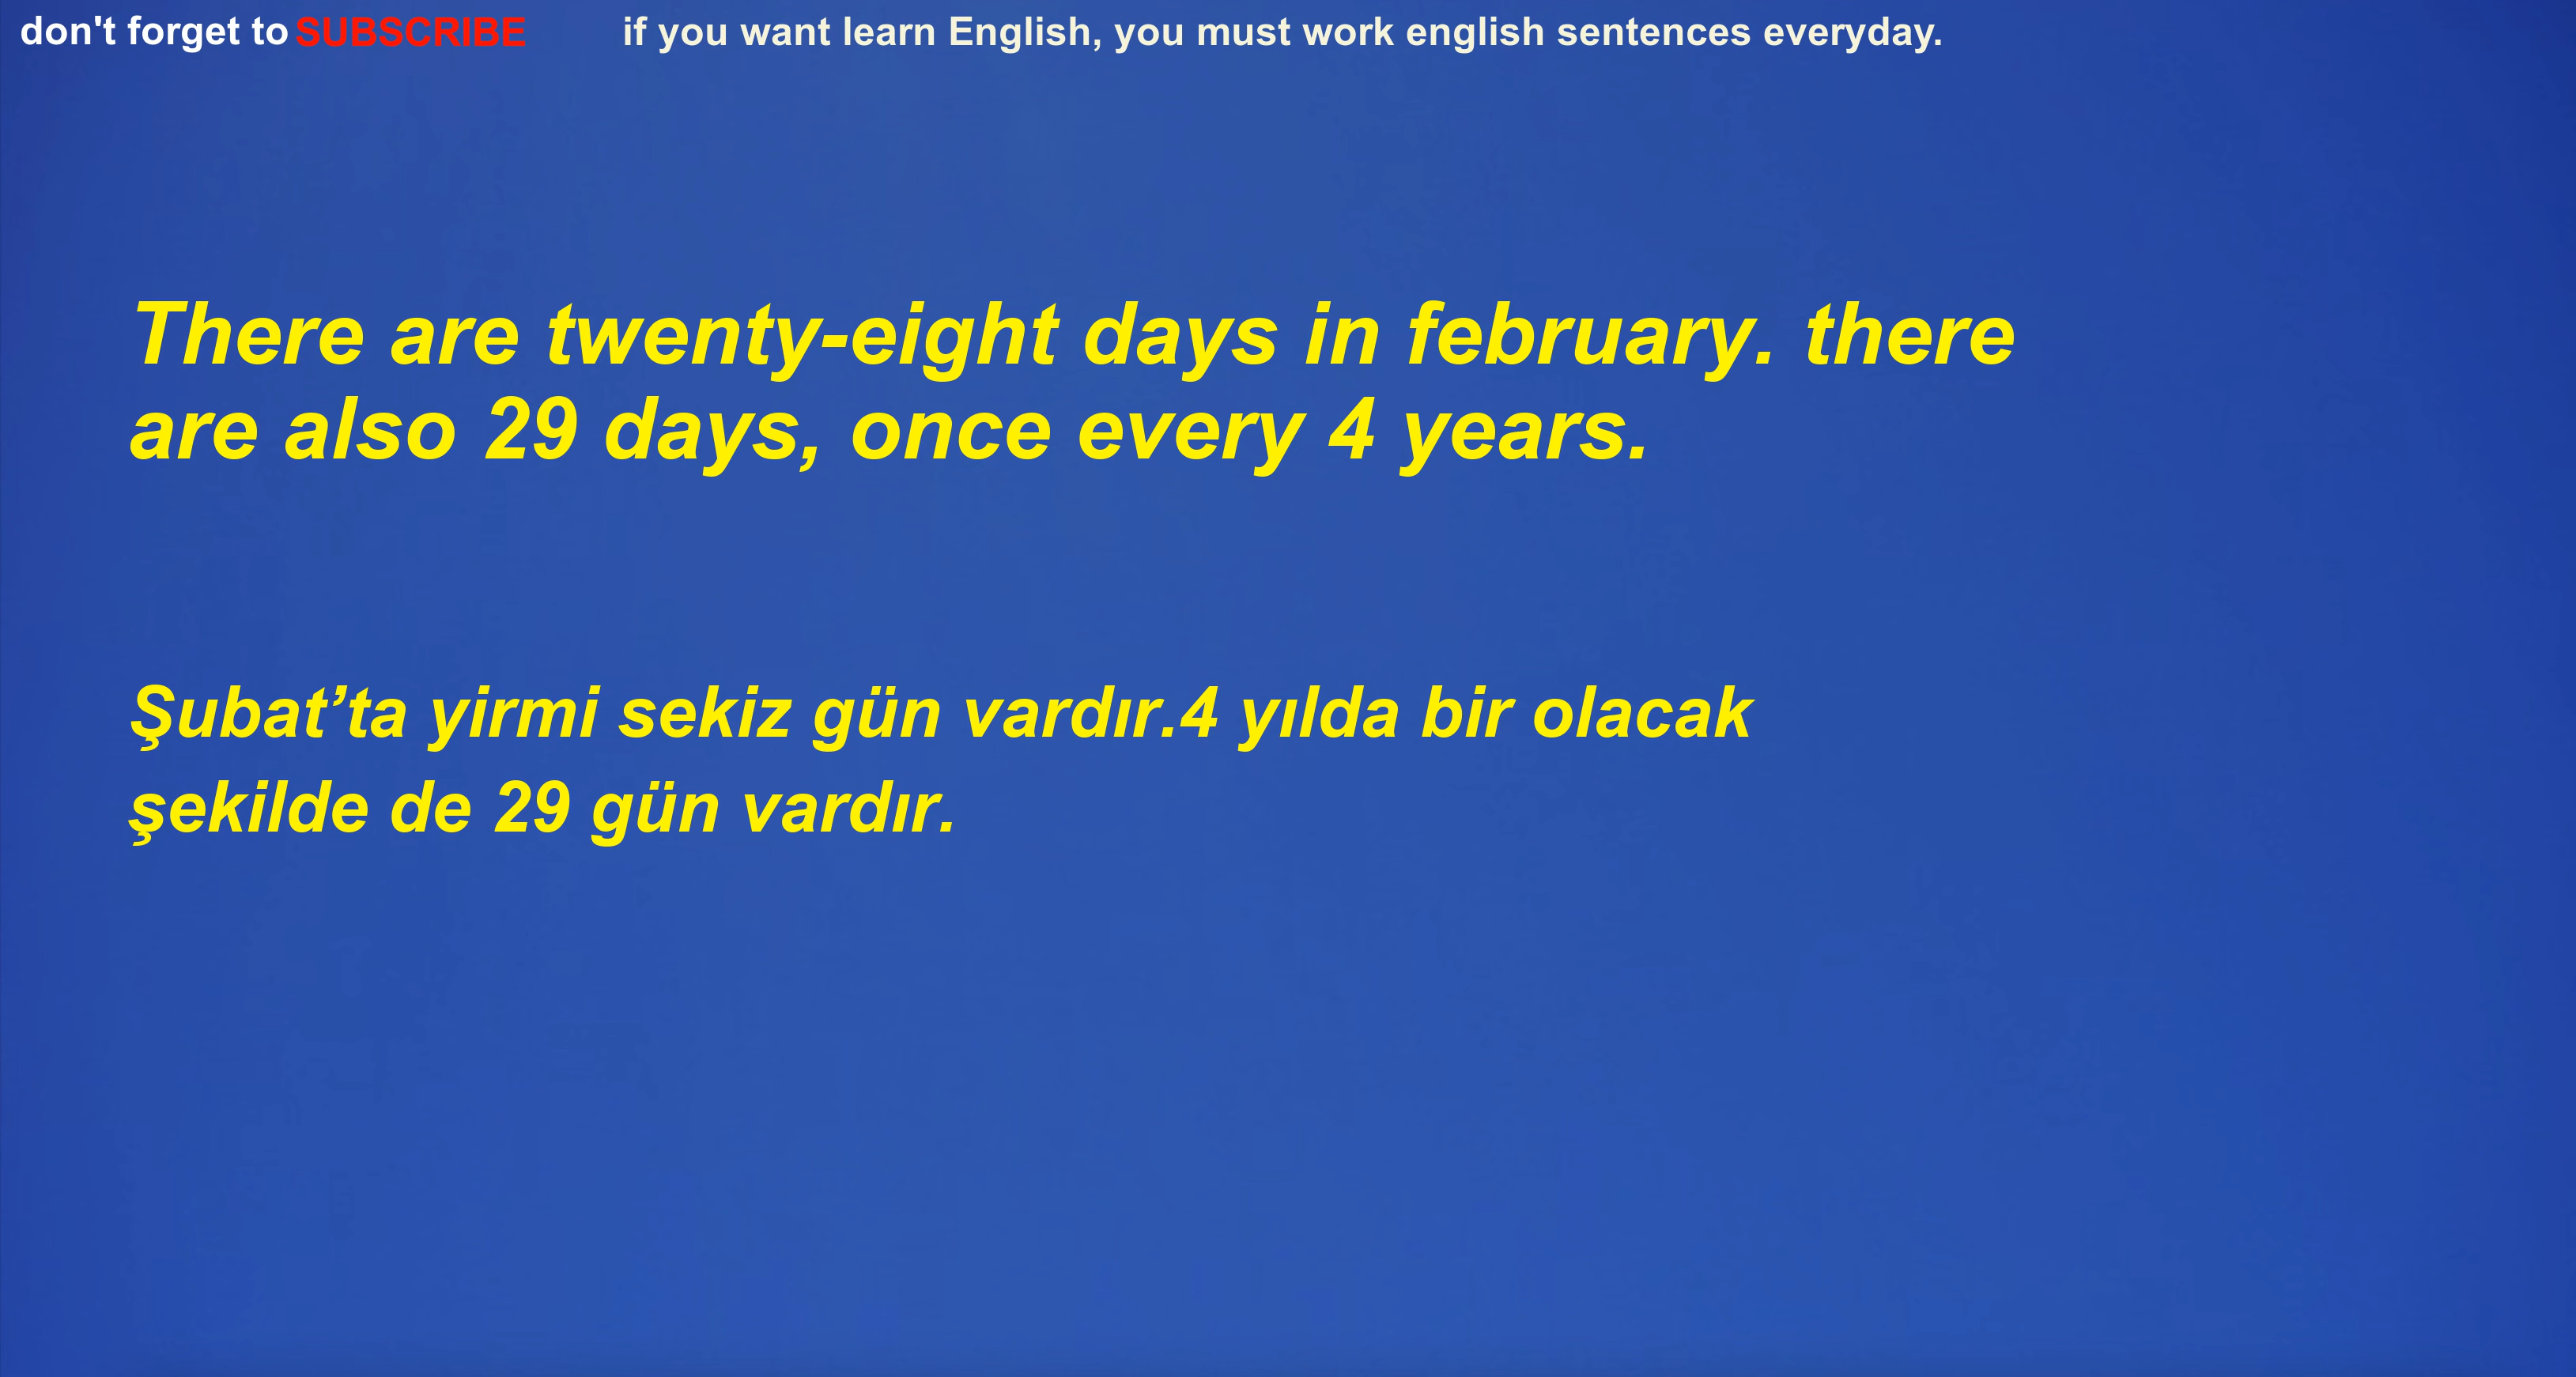 don't forget to SUBSCRIBE if you want learn English, you must work english sentences everyday.
There are twenty-eight days in february. there
are also 29 days, once every 4 years.
Şubat’ta yirmi sekiz gün vardır.4 yılda bir olacak
şekilde de 29 gün vardır.